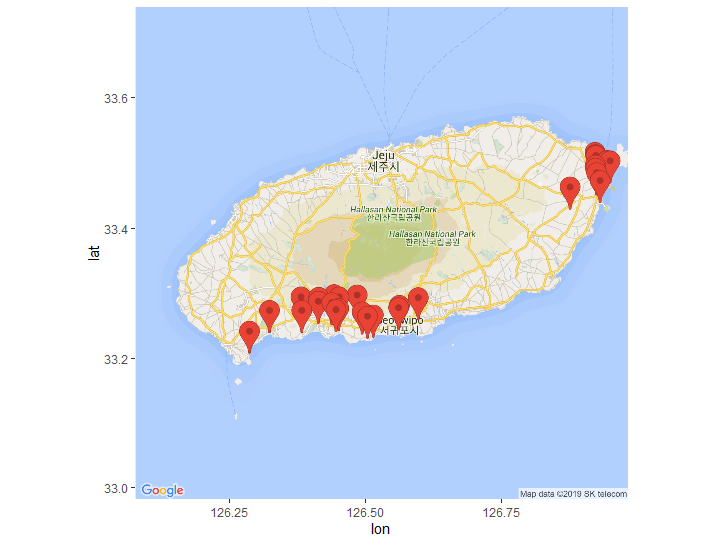 33.6
33.4
33.2
33.0
lat
Jeju
제주시
Hallasan National Park
한라산국립공원
Hallasan National Park
한라산국립공원
서귀포시
Google
Map data ©2019 SK telecom
126.25
126.50
126.75
lon